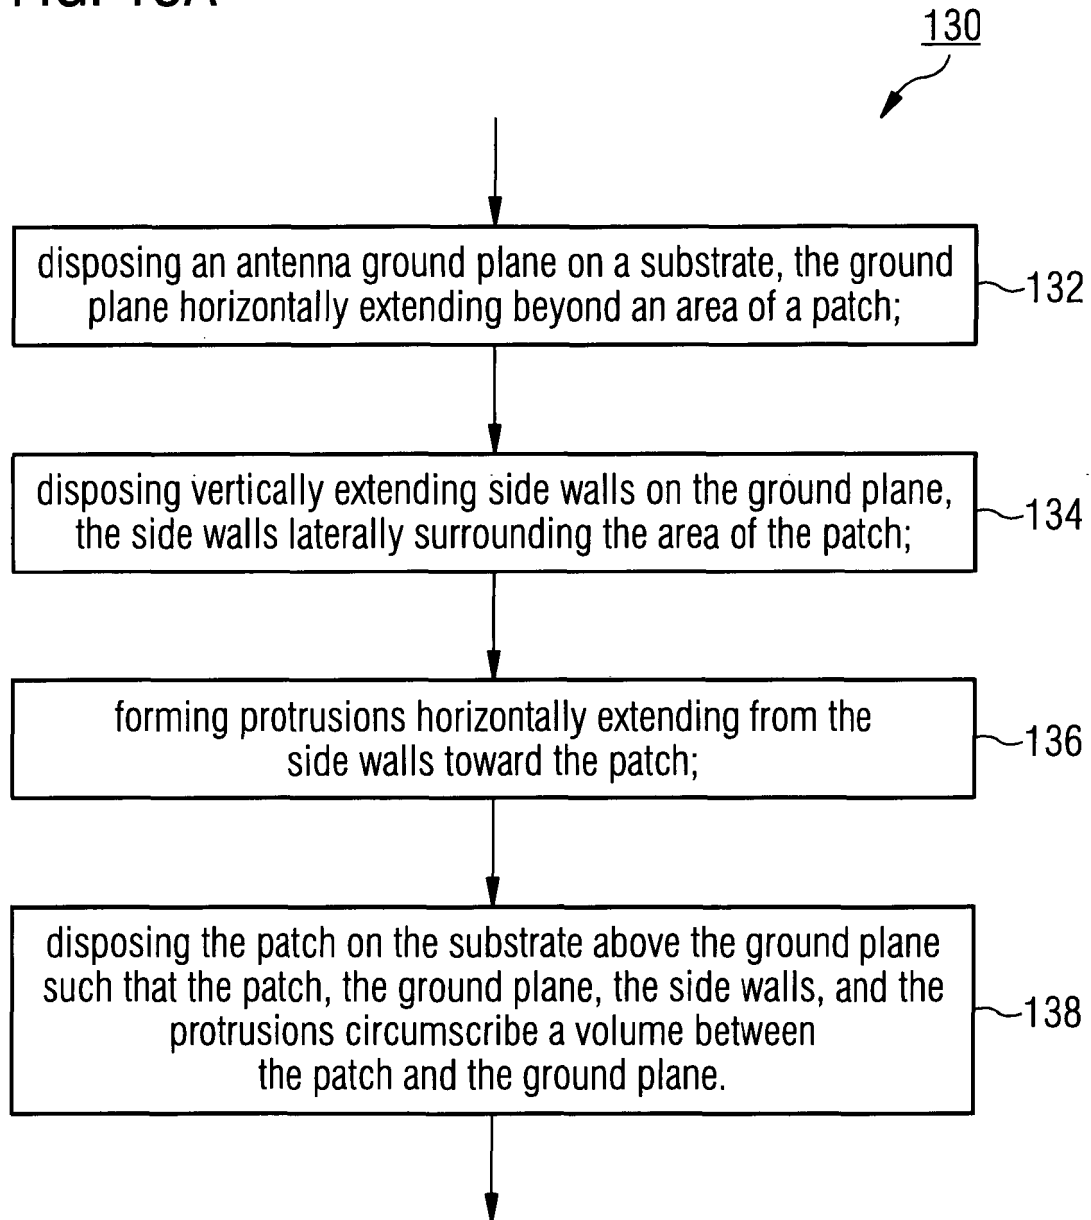 130
disposing an antenna ground plane on a substrate, the ground
plane horizontally extending beyond an area of a patch;
132
disposing vertically extending side walls on the ground plane,
the side walls laterally surrounding the area of the patch;
134
forming protrusions horizontally extending from the
side walls toward the patch;
136
disposing the patch on the substrate above the ground plane
such that the patch, the ground plane, the side walls, and the
protrusions circumscribe a volume between
the patch and the ground plane.
138